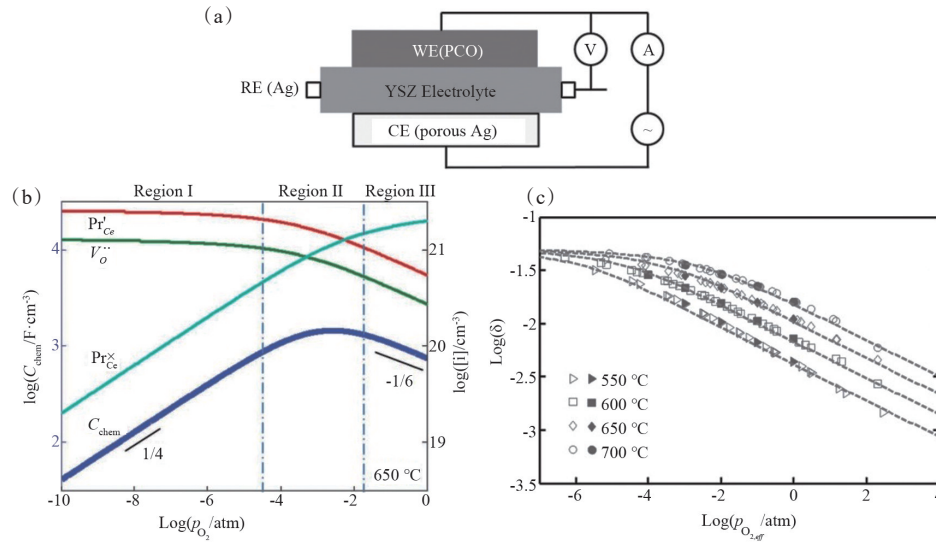 (a)
WE(PCO)
V
A
RE (Ag)
YSZ Electrolyte
CE (porous Ag)
~
(b)
Region I
Region II
Region III
Pr′Ce
V··O
Pr×Ce
Cchem
1/4
-1/6
650 ℃
log(Cchem/F·cm-3)
4
3
2
log([i]/cm-3)
21
20
19
-10
-8
-6
-4
-2
0
Log(pO2/atm)
(c)
-1
-1.5
-2
-2.5
-3
-3.5
Log(δ)
550 ℃
600 ℃
650 ℃
700 ℃
-6
-4
-2
0
2
Log(pO2,eff/atm)